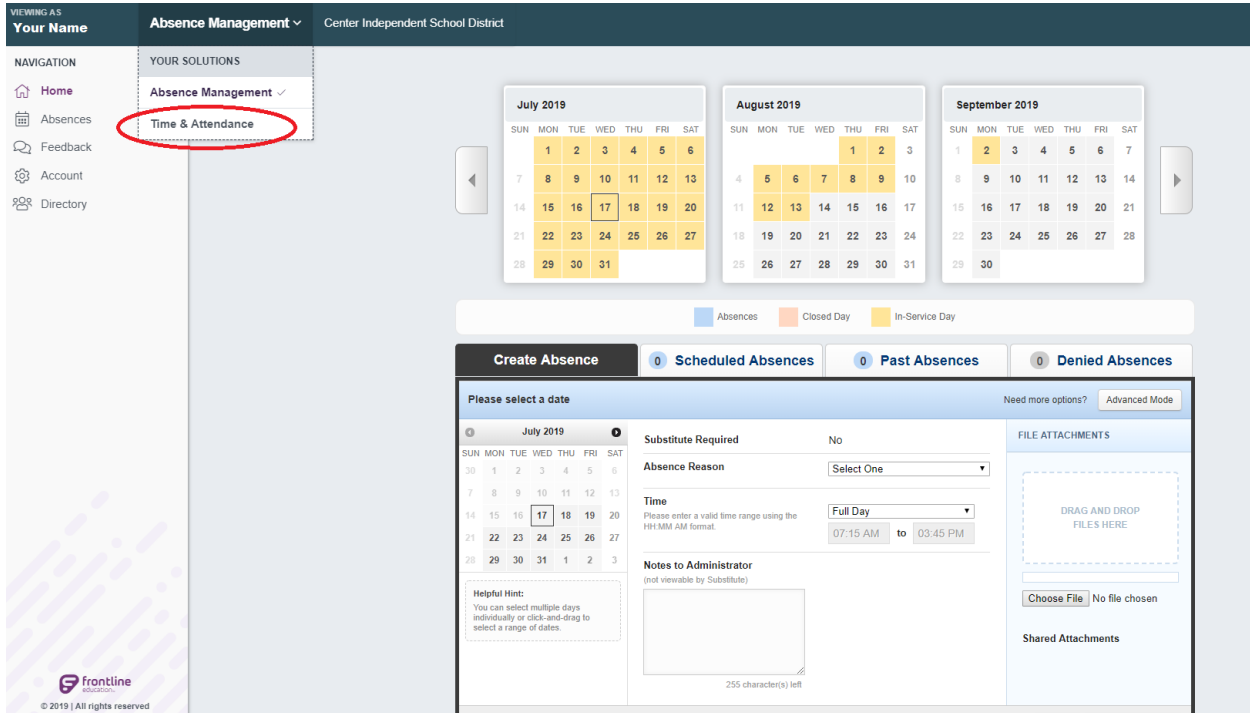 VIEWING AS
Your Name
Absence Management
Center Independent School District
NAVIGATION
Home
Absences
Feedback
Account
Directory
YOUR SOLUTIONS
Absence Management
Time & Attendance
July 2019
SUN MON TUE WED THU FRI SAT
1 2 3 4 5 6
7 8 9 10 11 12 13
14 15 16 17 18 19 20
21 22 23 24 25 26 27
28 29 30 31
August 2019
SUN MON TUE WED THU FRI SAT
1 2 3
4 5 6 7 8 9 10
11 12 13 14 15 16 17
18 19 20 21 22 23 24
25 26 27 28 29 30 31
September 2019
SUN MON TUE WED THU FRI SAT
1 2 3 4 5 6 7
8 9 10 11 12 13 14
15 16 17 18 19 20 21
22 23 24 25 26 27 28
29 30
Absences Closed Day In-Service Day
Create Absence
0 Scheduled Absences
0 Past Absences
0 Denied Absences
Please select a date
Need more options? Advanced Mode
July 2019
SUN MON TUE WED THU FRI SAT
30 1 2 3 4 5 6
7 8 9 10 11 12 13
14 15 16 17 18 19 20
21 22 23 24 25 26 27
28 29 30 31 1 2 3
Helpful Hint:
You can select multiple days
individually or click-and-drag to
select a range of dates.
Substitute Required No
Absence Reason Select One
Time
Please enter a valid time range using the
HH:MM AM format.
Full Day
07:15 AM to 03:45 PM
Notes to Administrator
(not viewable by Substitute)
255 character(s) left
FILE ATTACHMENTS
DRAG AND DROP
FILES HERE
Choose File No file chosen
Shared Attachments
frontline
education.
© 2019 | All rights reserved